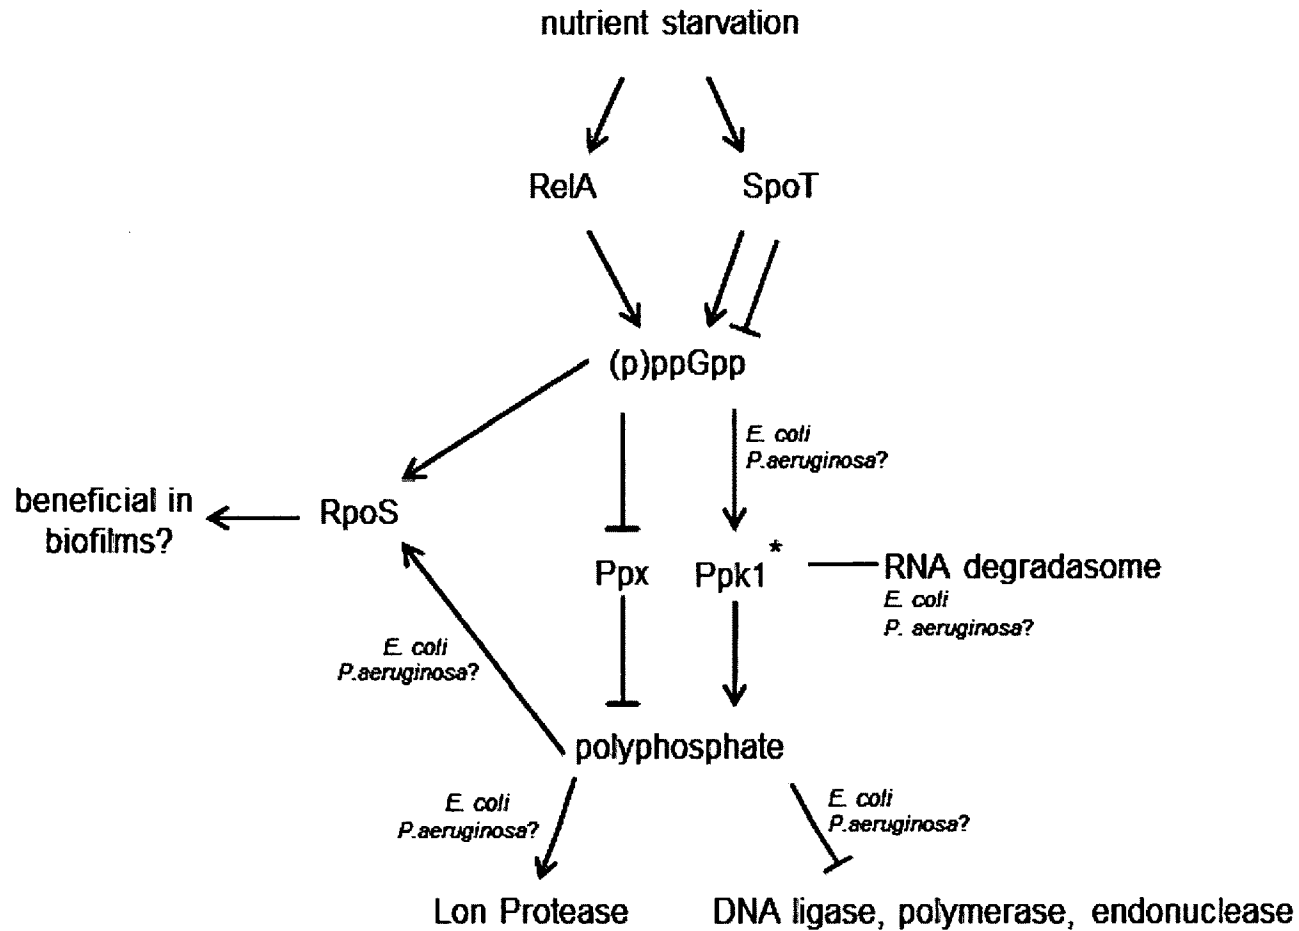 nutrient starvation
RelA
SpoT
(p)ppGpp
E. coli
P.aeruginosa?
beneficial in
biofilms?
RpoS
Ppx
Ppk1*
RNA degradasome
E. coli
P. aeruginosa?
E. coli
P.aeruginosa?
polyphosphate
E. coli
P.aeruginosa?
E. coli
P.aeruginosa?
Lon Protease
DNA ligase, polymerase, endonuclease